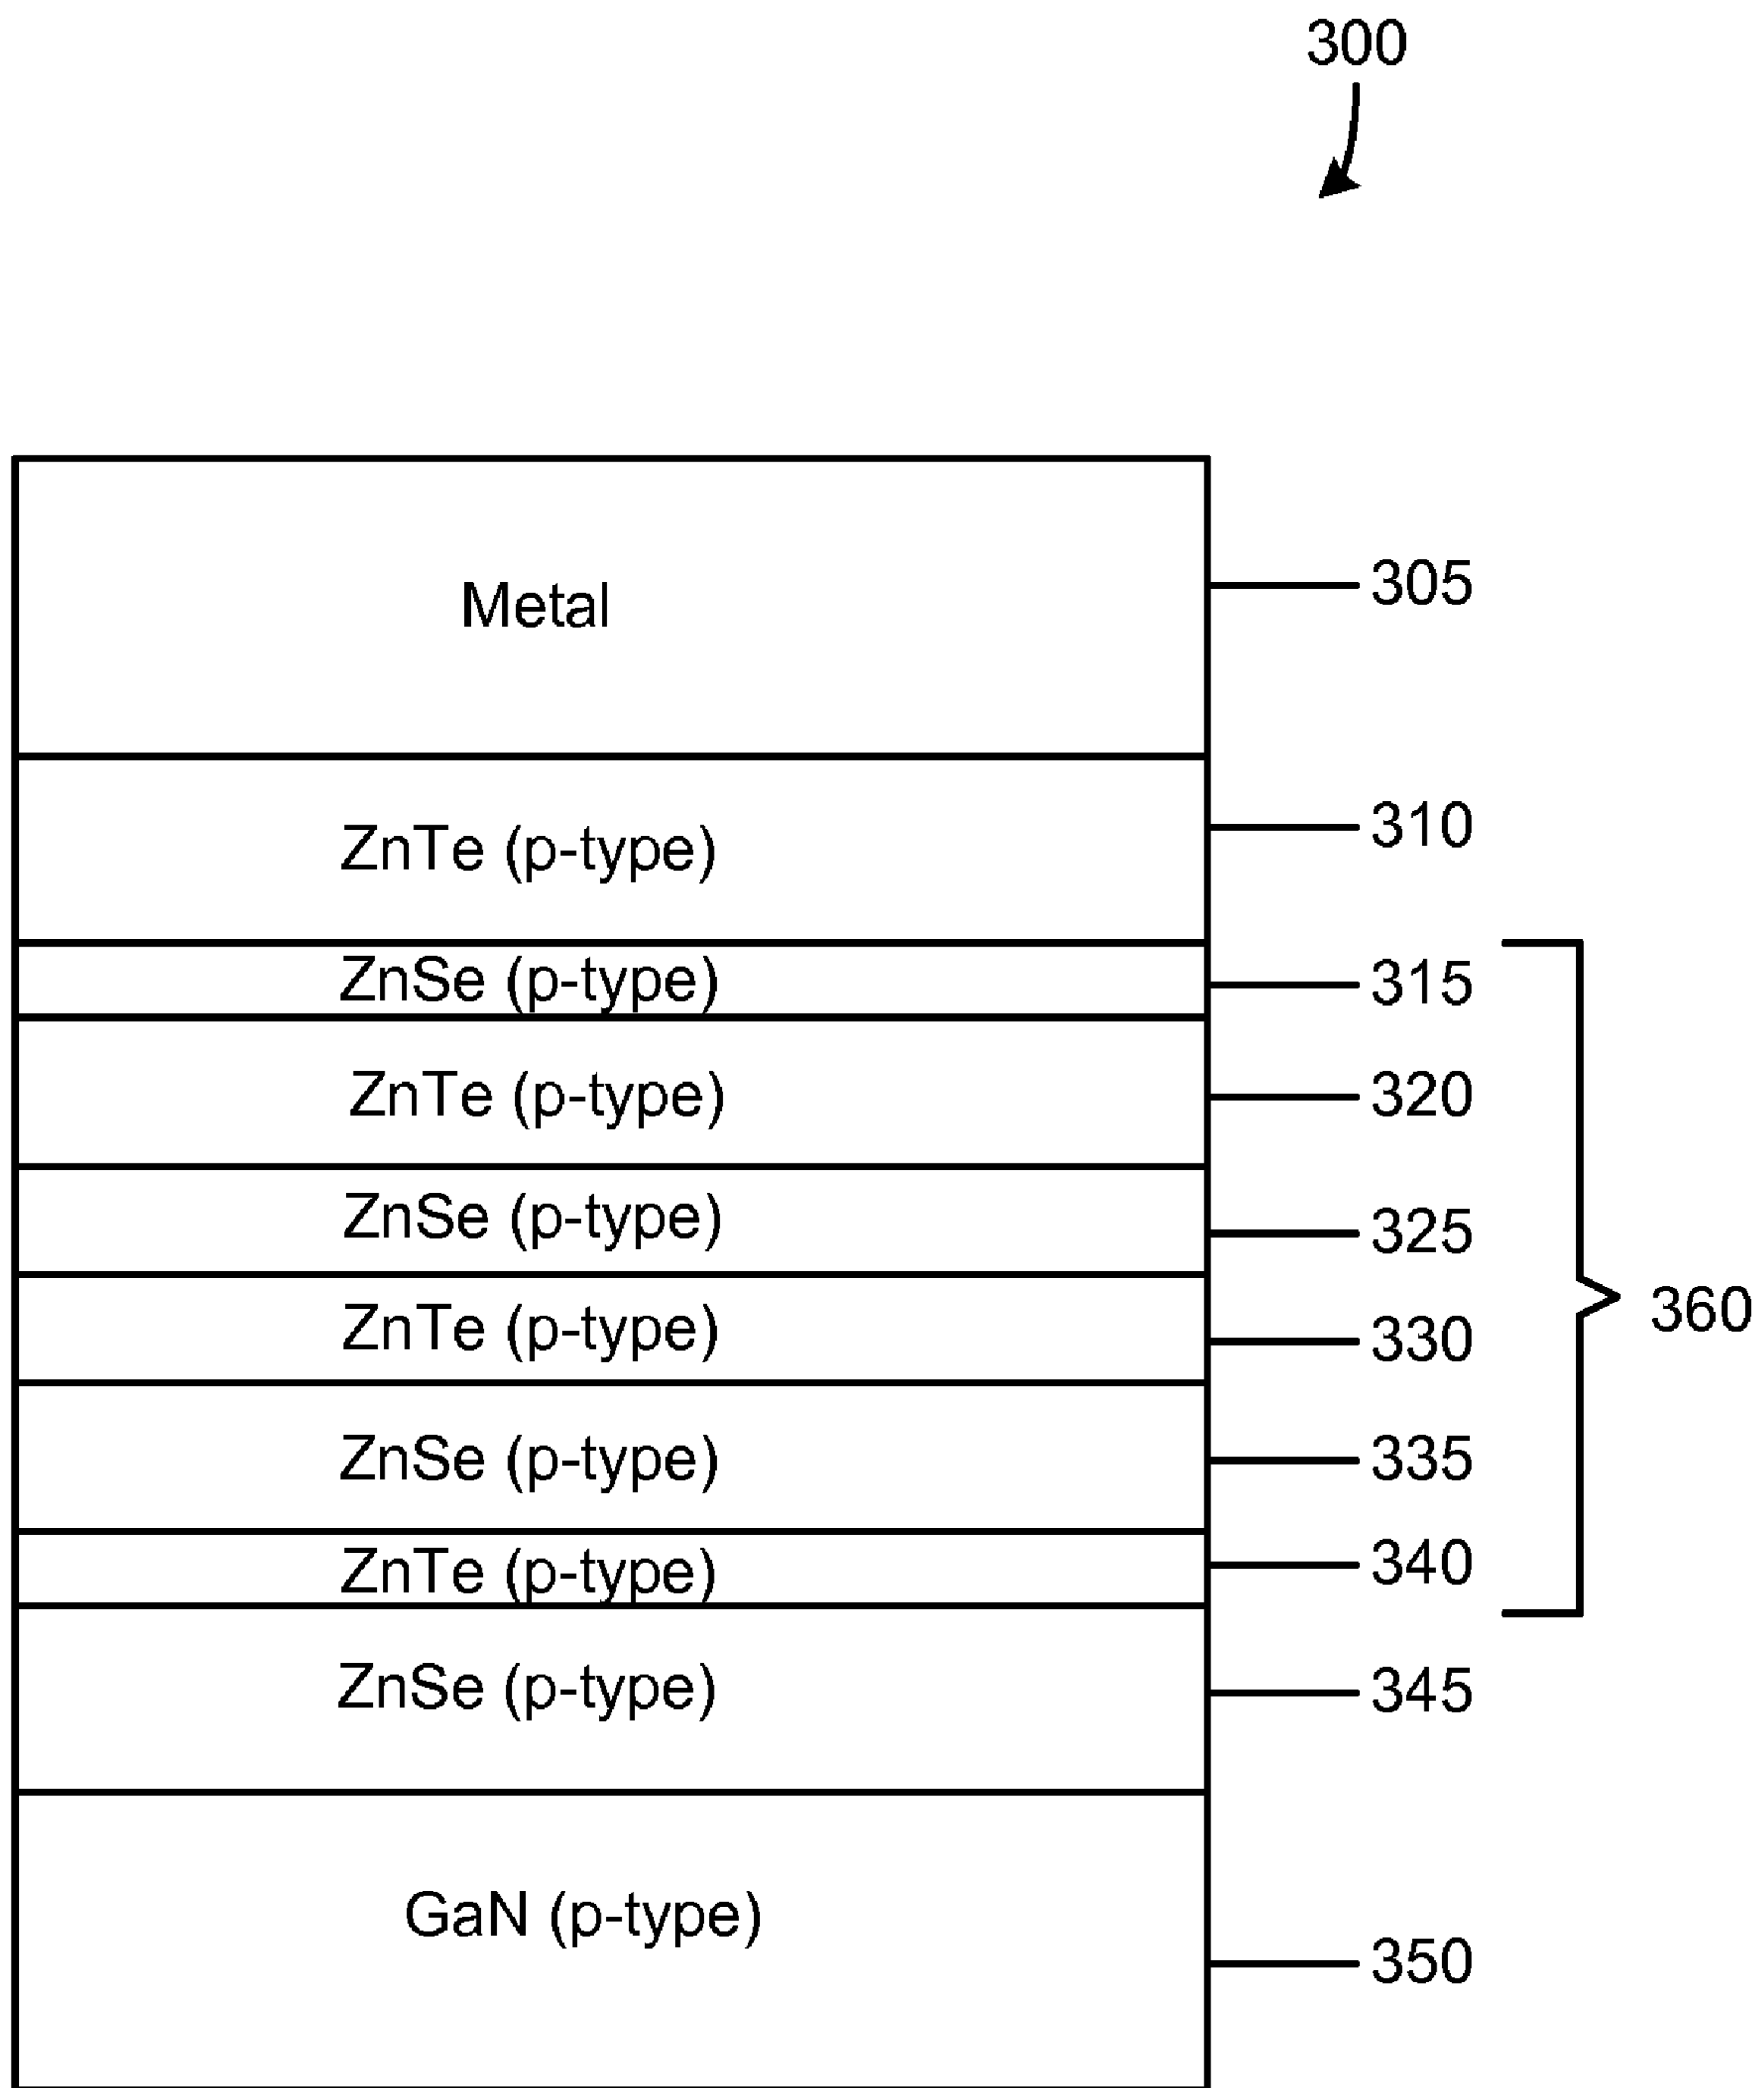 300
Metal 305
ZnTe (p-type) 310
ZnSe (p-type) 315
ZnTe (p-type) 320
ZnSe (p-type) 325
360
ZnTe (p-type) 330
ZnSe (p-type) 335
ZnTe (p-type) 340
ZnSe (p-type) 345
GaN (p-type) 350